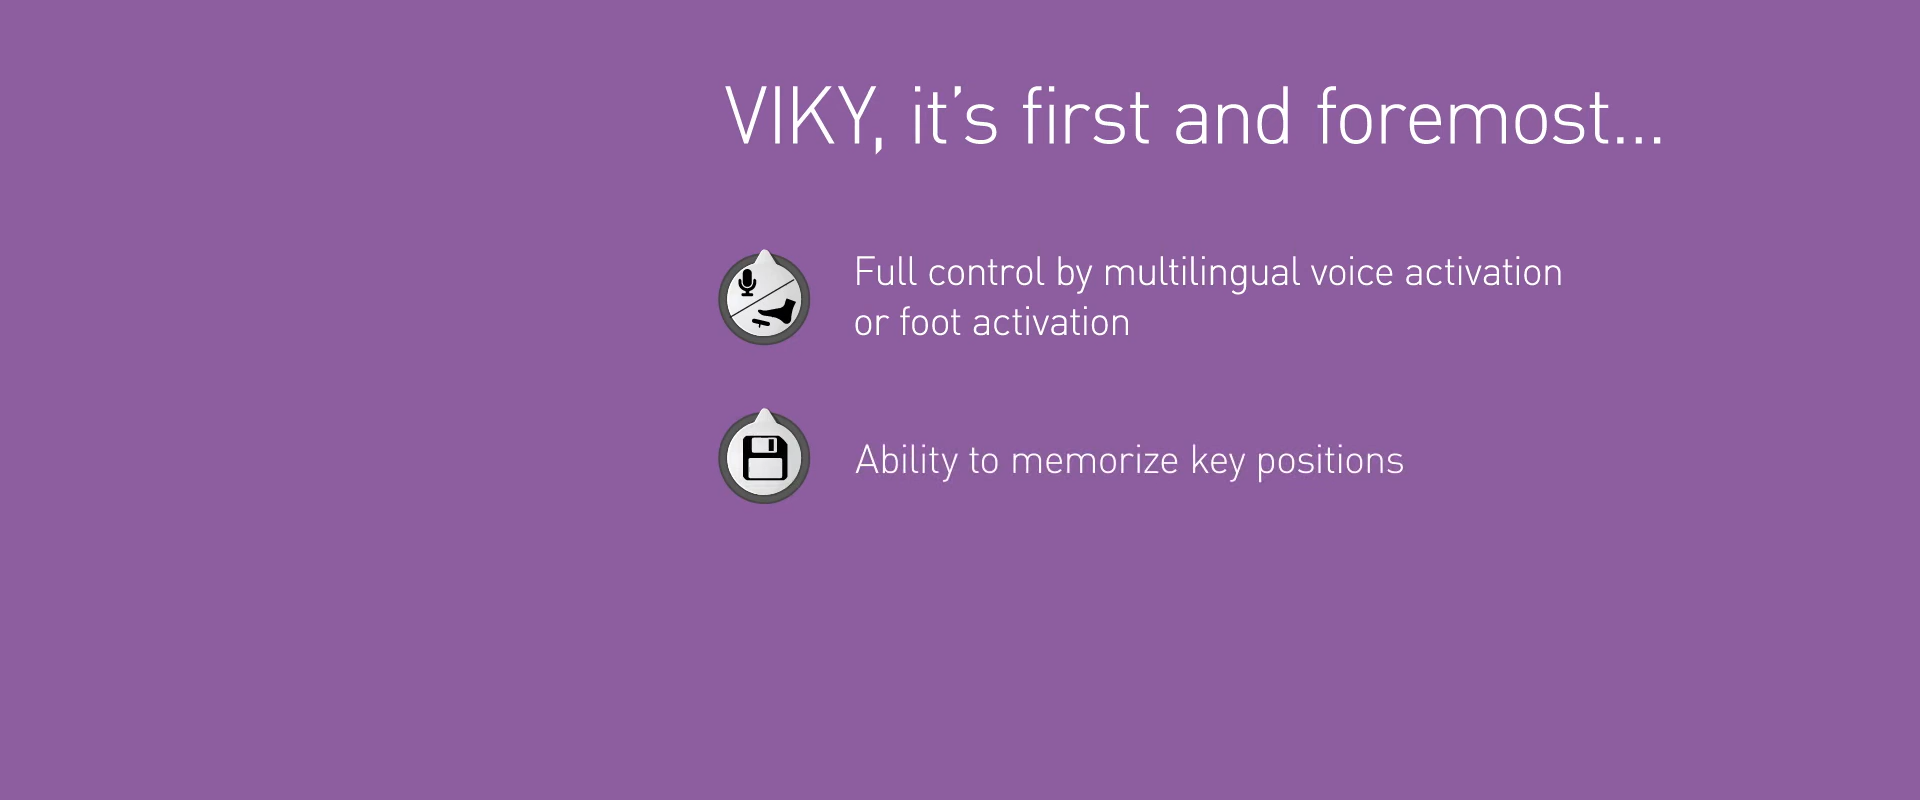 VIKY, it’s first and foremost...
Full control by multilingual voice activation
or foot activation
Ability to memorize key positions